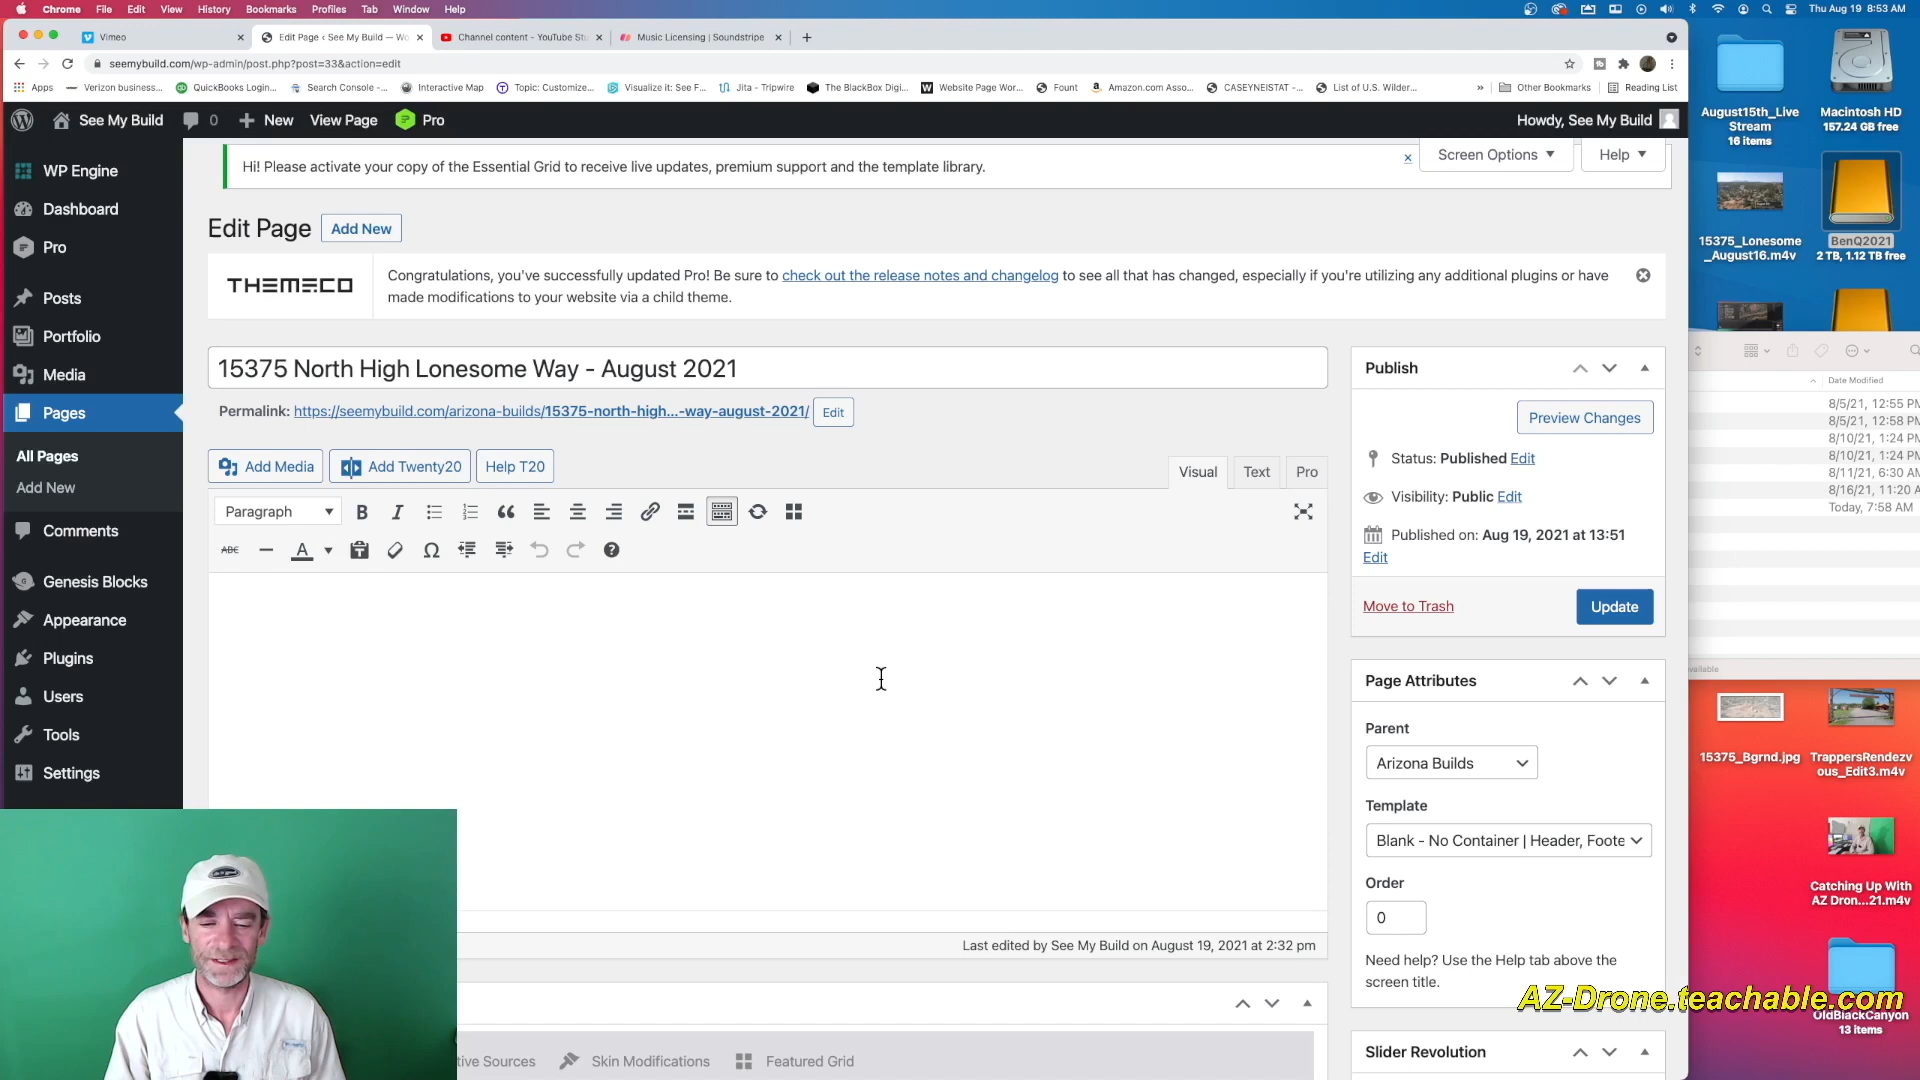 Chrome File Edit View History Bookmarks Profiles Tab Window Help
Thu Aug 19 8:53 AM
Vimeo
Edit Page ‹ See My Build — Wo
Channel content - YouTube Stu
Music Licensing | Soundstripe
seemybuild.com/wp-admin/post.php?post=33&action=edit
Apps Verizon business... QuickBooks Login... Search Console -... Interactive Map Topic: Customize... Visualize it: See F... Jita - Tripwire The BlackBox Digi... Website Page Wor... Fount Amazon.com Asso... CASEYNEISTAT -... List of U.S. Wilder... » Other Bookmarks Reading List
See My Build 0 New View Page Pro
Howdy, See My Build
WP Engine
Dashboard
Pro
Posts
Portfolio
Media
Pages
All Pages
Add New
Comments
Genesis Blocks
Appearance
Plugins
Users
Tools
Settings
Hi! Please activate your copy of the Essential Grid to receive live updates, premium support and the template library.
Screen Options
Help
Edit Page
Add New
THEMECO
Congratulations, you've successfully updated Pro! Be sure to check out the release notes and changelog to see all that has changed, especially if you're utilizing any additional plugins or have
made modifications to your website via a child theme.
15375 North High Lonesome Way - August 2021
Permalink: https://seemybuild.com/arizona-builds/15375-north-high...-way-august-2021/ Edit
Add Media
Add Twenty20
Help T20
Visual
Text
Pro
Paragraph
ABC
Last edited by See My Build on August 19, 2021 at 2:32 pm
tive Sources
Skin Modifications
Featured Grid
Publish
Preview Changes
Status: Published Edit
Visibility: Public Edit
Published on: Aug 19, 2021 at 13:51
Edit
Move to Trash
Update
Page Attributes
Parent
Arizona Builds
Template
Blank - No Container | Header, Foote
Order
0
Need help? Use the Help tab above the
screen title.
Slider Revolution
August15th_Live
Stream
16 items
Macintosh HD
157.24 GB free
15375_Lonesome
_August16.m4v
BenQ2021
2 TB, 1.12 TB free
Date Modified
8/5/21, 12:55 PM
8/5/21, 12:58 PM
8/10/21, 1:24 PM
8/10/21, 1:24 PM
8/11/21, 6:30 AM
8/16/21, 11:20 A
Today, 7:58 AM
available
15375_Bgrnd.jpg
TrappersRendezv
ous_Edit3.m4v
Catching Up With
AZ Dron...21.m4v
AZ-Drone.teachable.com
OldBlackCanyon
13 items